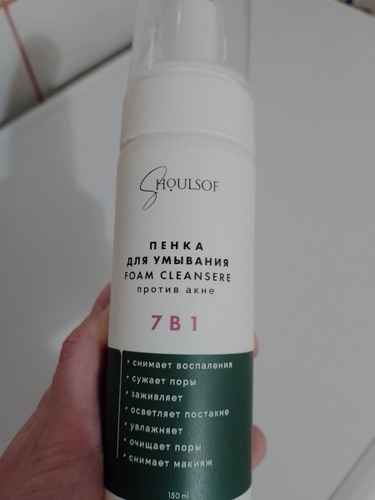 SHOULSOF
ПЕНКА
ДЛЯ УМЫВАНИЯ
FOAM CLEANSERE
против акне
7 В 1
• снимает воспаления
• сужает поры
• заживляет
• осветляет постакне
• увлажняет
• очищает поры
• снимает макияж
150 ml